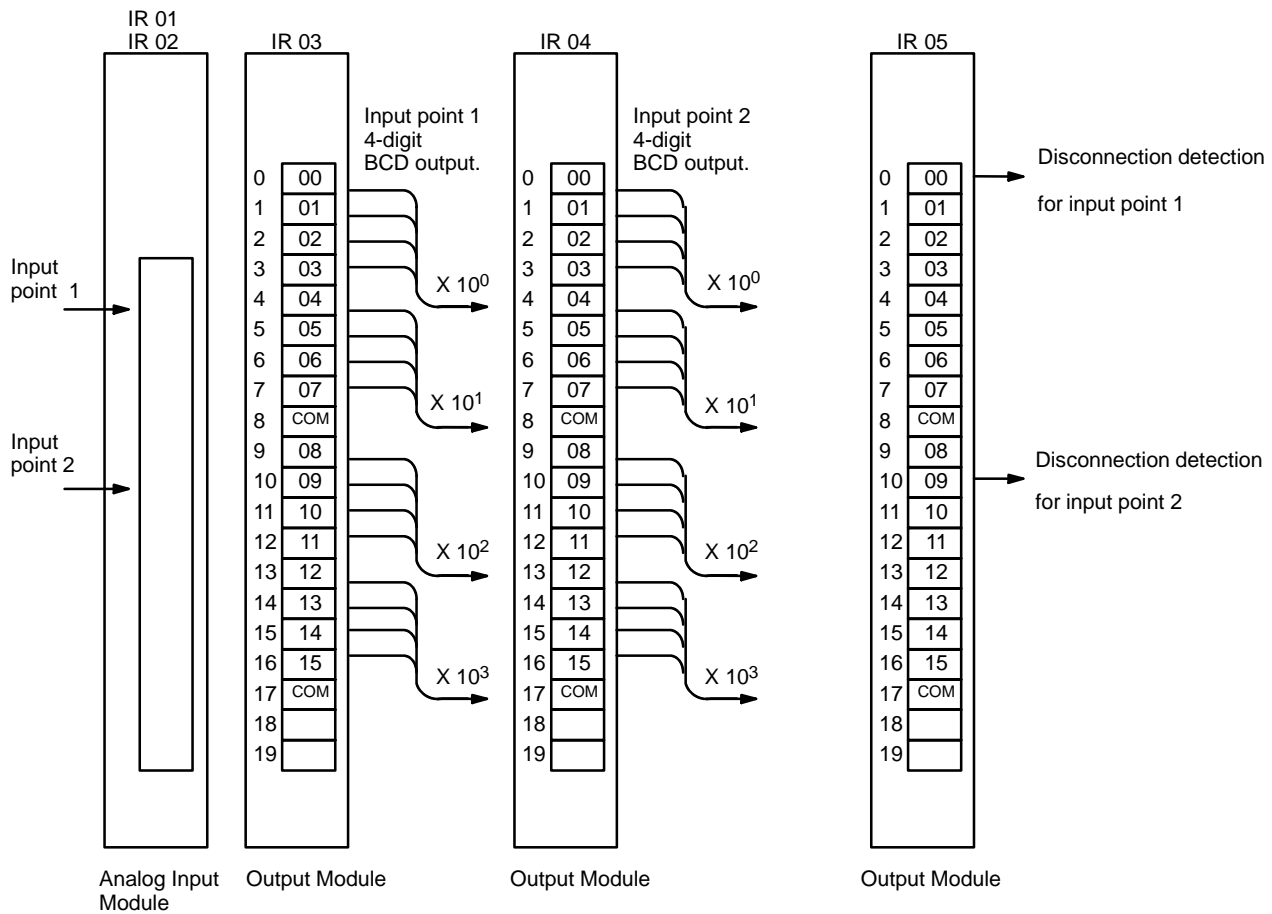 IR 01
IR 02
IR 03
IR 04
IR 05
Input point 1
4-digit
BCD output.
Input point 2
4-digit
BCD output.
Input
point 1
Input
point 2
0 00
1 01
2 02
3 03
4 04
5 05
6 06
7 07
8 COM
9 08
10 09
11 10
12 11
13 12
14 13
15 14
16 15
17 COM
18
19
X 10⁰
X 10¹
X 10²
X 10³
0 00
1 01
2 02
3 03
4 04
5 05
6 06
7 07
8 COM
9 08
10 09
11 10
12 11
13 12
14 13
15 14
16 15
17 COM
18
19
X 10⁰
X 10¹
X 10²
X 10³
0 00
1 01
2 02
3 03
4 04
5 05
6 06
7 07
8 COM
9 08
10 09
11 10
12 11
13 12
14 13
15 14
16 15
17 COM
18
19
Disconnection detection
for input point 1
Disconnection detection
for input point 2
Analog Input
Module
Output Module
Output Module
Output Module